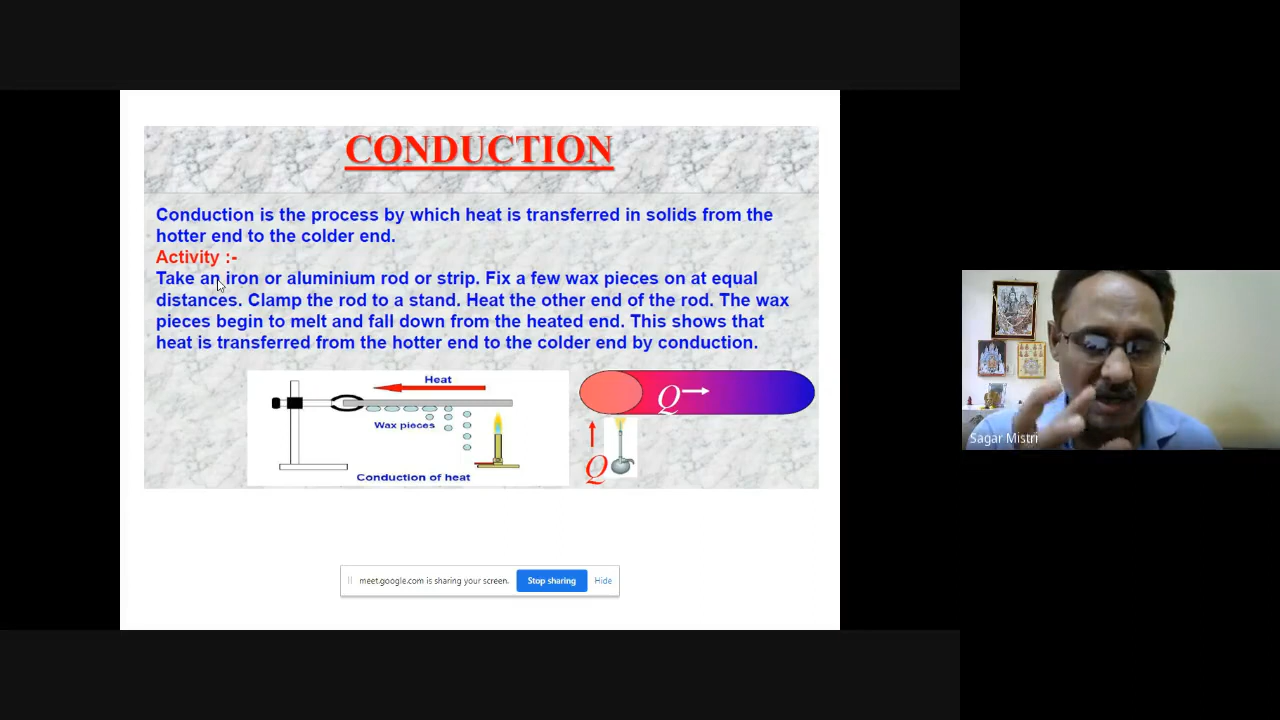 CONDUCTION
Conduction is the process by which heat is transferred in solids from the
hotter end to the colder end.
Activity :-
Take an iron or aluminium rod or strip. Fix a few wax pieces on at equal
distances. Clamp the rod to a stand. Heat the other end of the rod. The wax
pieces begin to melt and fall down from the heated end. This shows that
heat is transferred from the hotter end to the colder end by conduction.
Heat
Wax pieces
Conduction of heat
Q
Q
meet.google.com is sharing your screen.
Stop sharing
Hide
Sagar Mistri